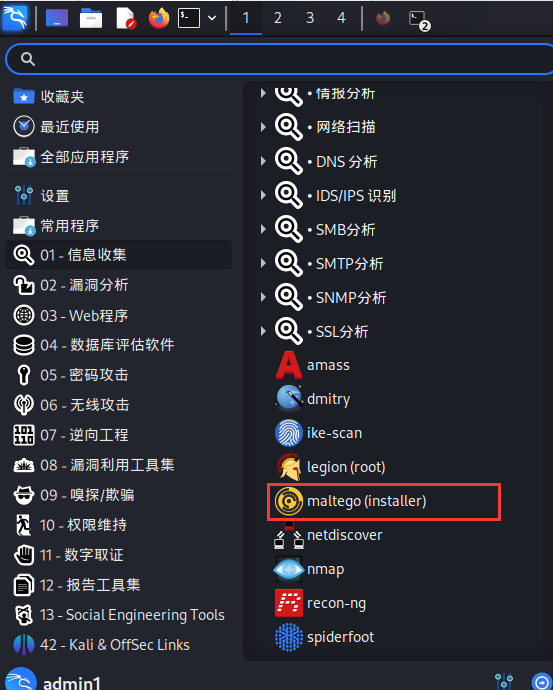 1 2 3 4 2
收藏夹
最近使用
全部应用程序
设置
常用程序
01 - 信息收集
02 - 漏洞分析
03 - Web程序
04 - 数据库评估软件
05 - 密码攻击
06 - 无线攻击
07 - 逆向工程
08 - 漏洞利用工具集
09 - 嗅探/欺骗
10 - 权限维持
11 - 数字取证
12 - 报告工具集
13 - Social Engineering Tools
42 - Kali & OffSec Links
• 情报分析
• 网络扫描
• DNS 分析
• IDS/IPS 识别
• SMB分析
• SMTP分析
• SNMP分析
• SSL分析
amass
dmitry
ike-scan
legion (root)
maltego (installer)
netdiscover
nmap
recon-ng
spiderfoot
admin1